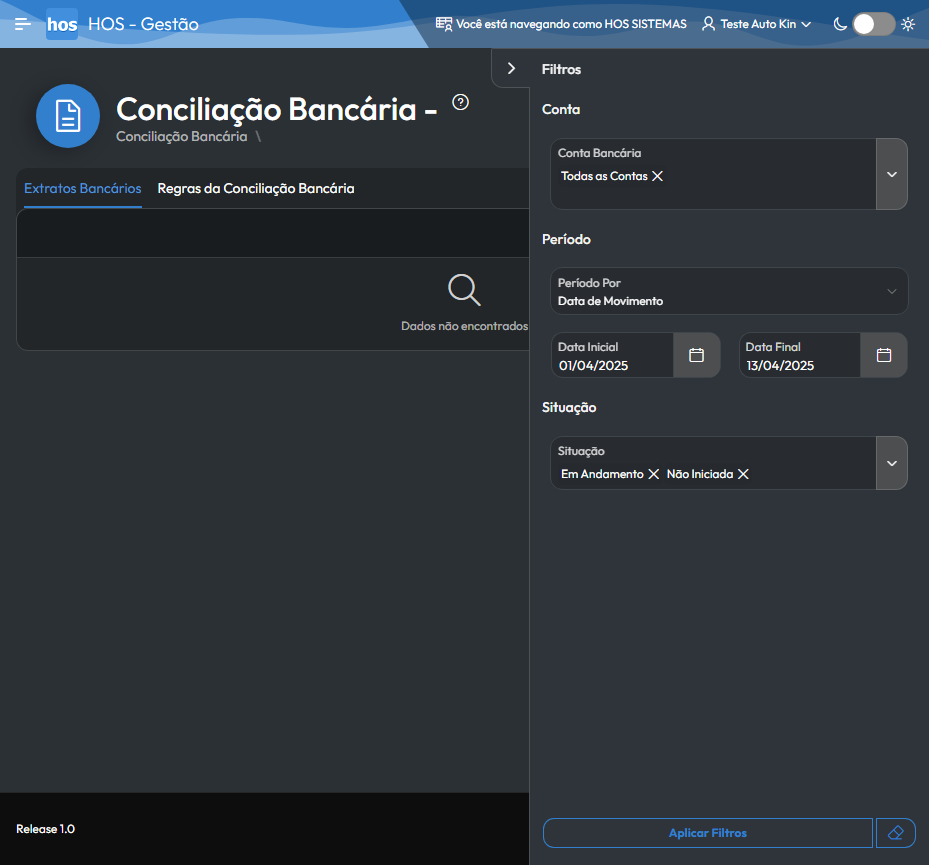 hos HOS - Gestão
Você está navegando como HOS SISTEMAS
Teste Auto Kin
Conciliação Bancária -
Conciliação Bancária \
Extratos Bancários
Regras da Conciliação Bancária
Dados não encontrados
Release 1.0
Filtros
Conta
Conta Bancária
Todas as Contas
Período
Período Por
Data de Movimento
Data Inicial
01/04/2025
Data Final
13/04/2025
Situação
Situação
Em Andamento Não Iniciada
Aplicar Filtros